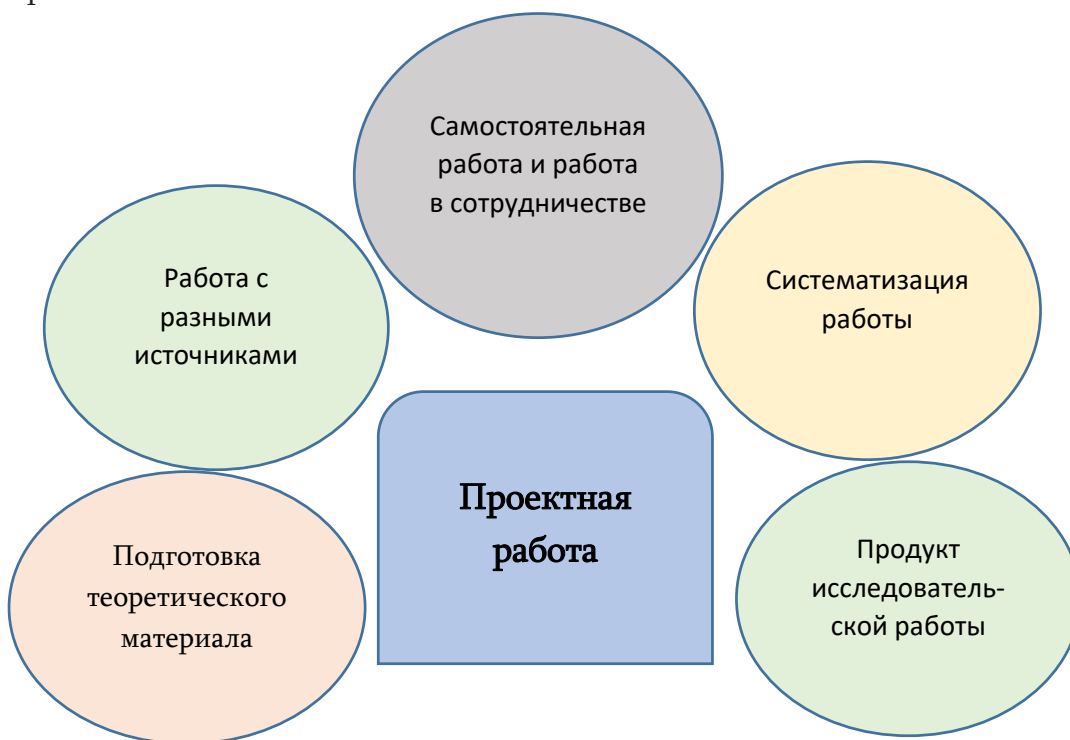 Самостоятельная
работа и работа
в сотрудничестве
Работа с
разными
источниками
Систематизация
работы
Проектная
работа
Подготовка
теоретического
материала
Продукт
исследователь-
ской работы